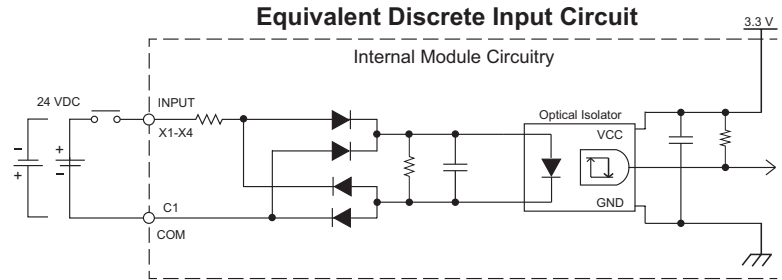 Equivalent Discrete Input Circuit
3.3 V
Internal Module Circuitry
24 VDC
INPUT
X1-X4
Optical Isolator
VCC
GND
C1
COM
- + + -